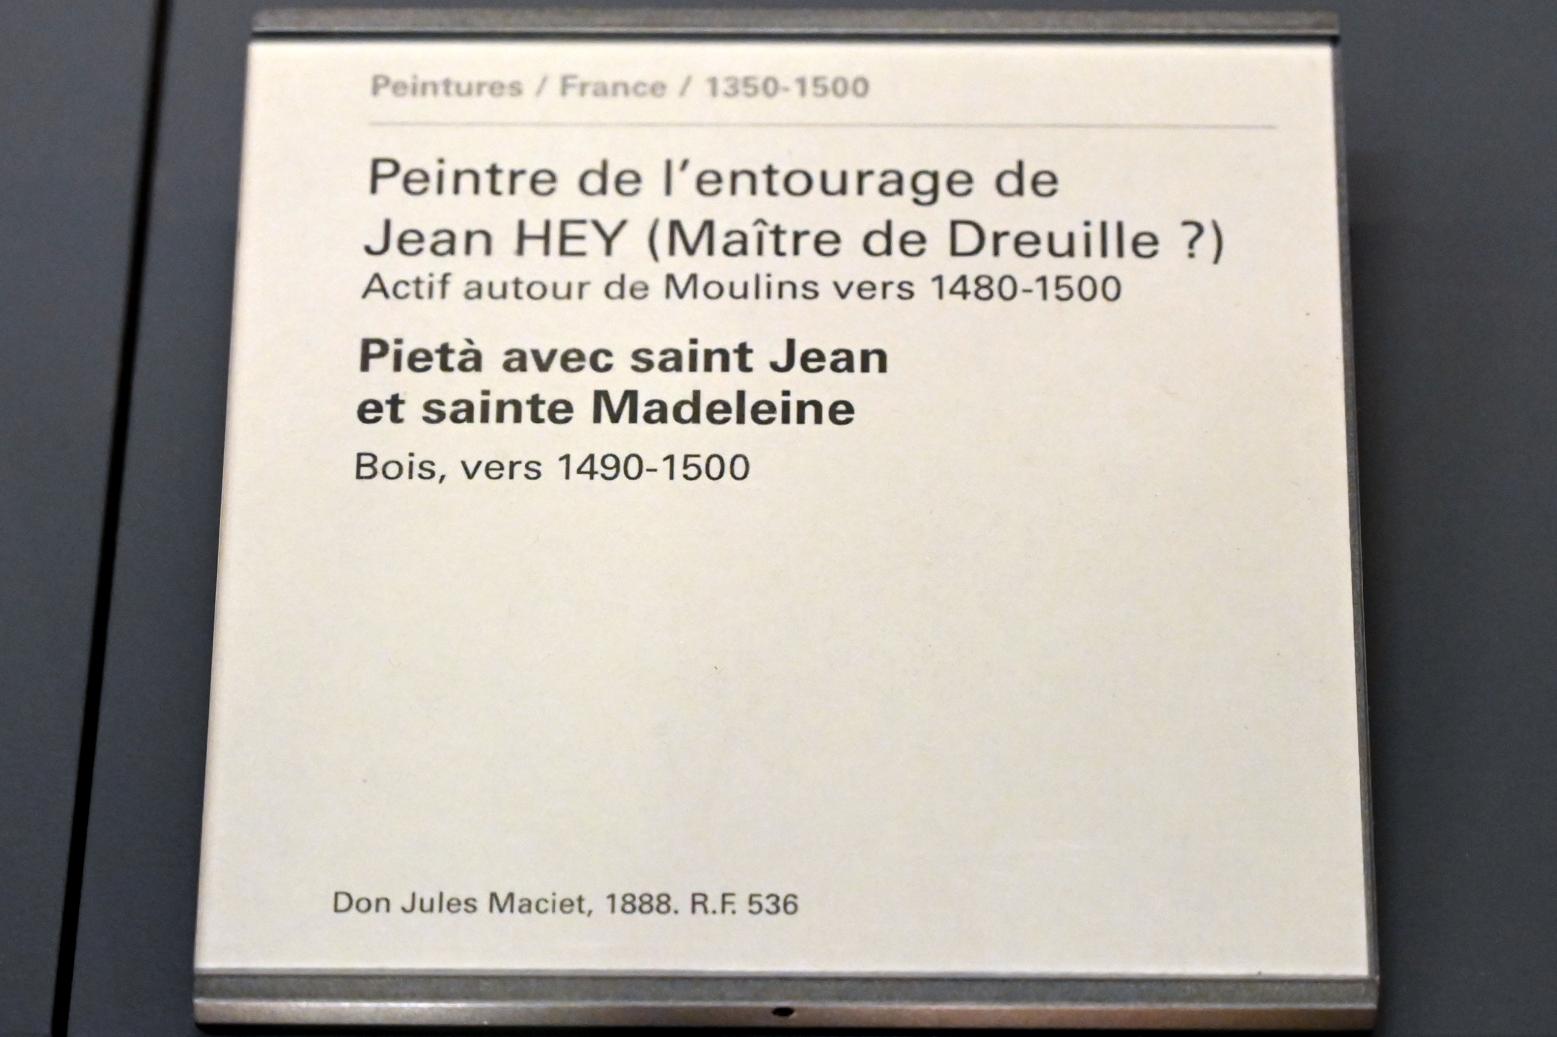 Peintures / France / 1350-1500
Peintre de l'entourage de
Jean HEY (Maître de Dreuille ?)
Actif autour de Moulins vers 1480-1500
Pietà avec saint Jean
et sainte Madeleine
Bois, vers 1490-1500
Don Jules Maciet, 1888. R.F. 536